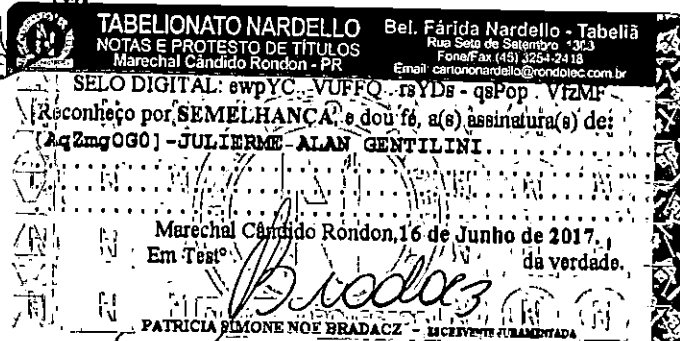 TABELIONATO NARDELLO
NOTAS E PROTESTO DE TÍTULOS
Marechal Cândido Rondon - PR
Bel. Fárida Nardello - Tabeliã
Rua Sete de Setembro 1303
Fone/Fax (45) 3254-2418
Email: cartorionardello@rondotec.com.br
SELO DIGITAL: ewpYC . VUFFQ . rsYDs - qsPop . VfzMF
Reconheço por SEMELHANÇA, e dou fé, a(s) assinatura(s) de:
[AqZmgOG0]-JULIERME ALAN GENTILINI
Marechal Cândido Rondon, 16 de Junho de 2017.
Em Testº da verdade.
Bradacz
PATRICIA SIMONE NOE BRADACZ - ESCREVENTE JURAMENTADA